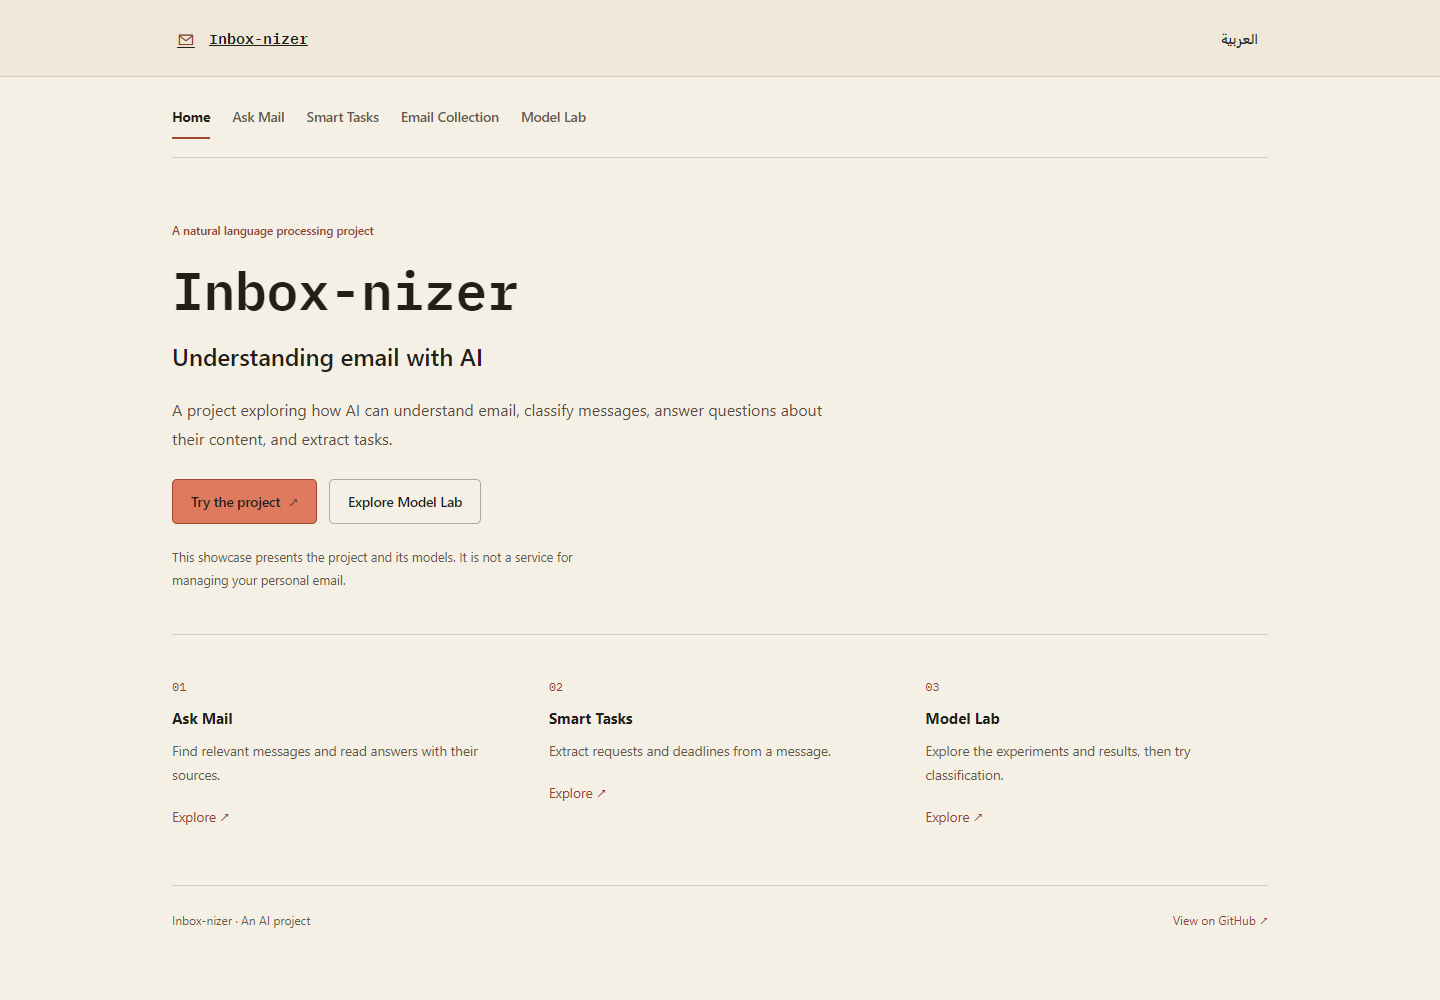 Inbox-nizer
العربية
Home
Ask Mail
Smart Tasks
Email Collection
Model Lab
A natural language processing project
Inbox-nizer
Understanding email with AI
A project exploring how AI can understand email, classify messages, answer questions about
their content, and extract tasks.
Try the project ↗
Explore Model Lab
This showcase presents the project and its models. It is not a service for
managing your personal email.
01
Ask Mail
Find relevant messages and read answers with their
sources.
Explore ↗
02
Smart Tasks
Extract requests and deadlines from a message.
Explore ↗
03
Model Lab
Explore the experiments and results, then try
classification.
Explore ↗
Inbox-nizer · An AI project
View on GitHub ↗